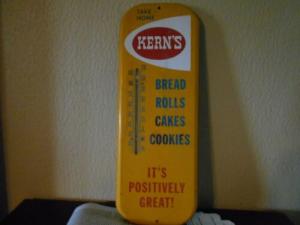 TAKE
HOME
KERN'S
BREAD
ROLLS
CAKES
COOKIES
IT'S
POSITIVELY
GREAT!